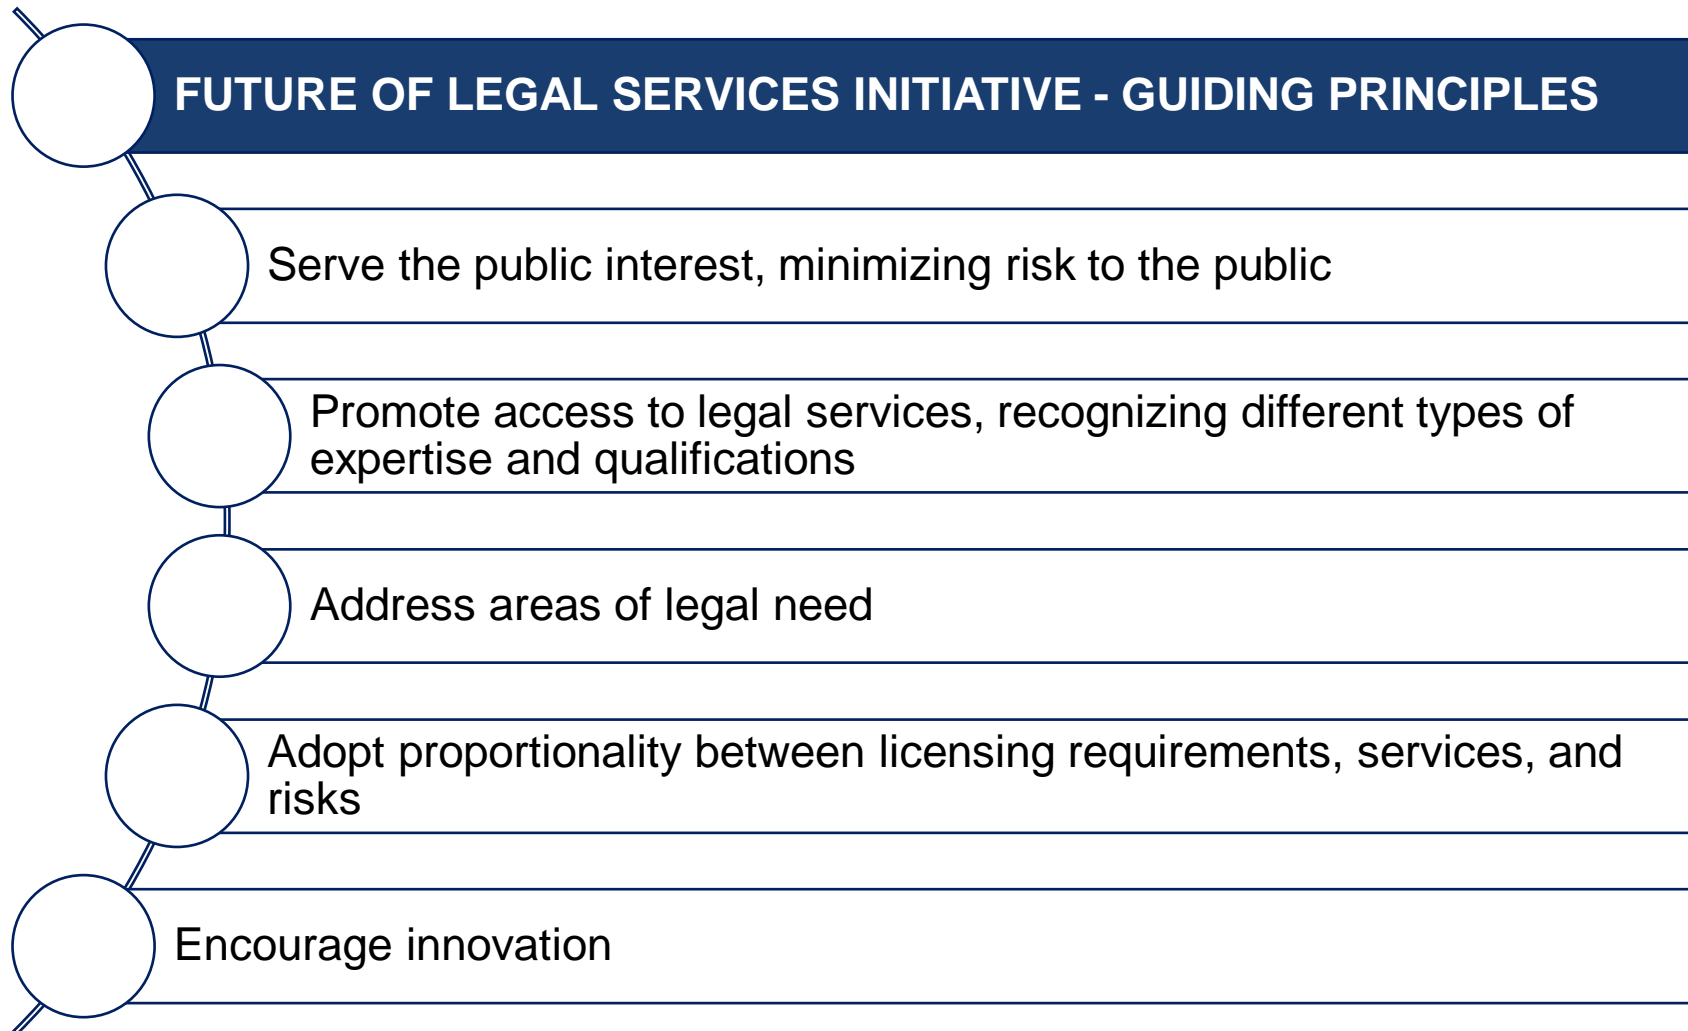 FUTURE OF LEGAL SERVICES INITIATIVE - GUIDING PRINCIPLES
Serve the public interest, minimizing risk to the public
Promote access to legal services, recognizing different types of
expertise and qualifications
Address areas of legal need
Adopt proportionality between licensing requirements, services, and
risks
Encourage innovation